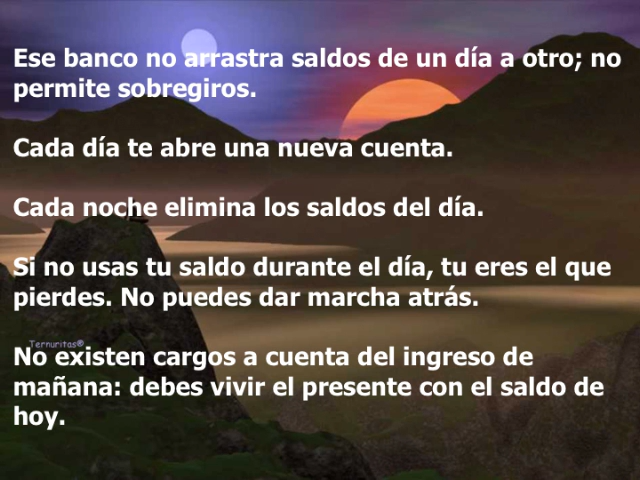 Ese banco no arrastra saldos de un día a otro; no
permite sobregiros.
Cada día te abre una nueva cuenta.
Cada noche elimina los saldos del día.
Si no usas tu saldo durante el día, tu eres el que
pierdes. No puedes dar marcha atrás.
Ternuritas®
No existen cargos a cuenta del ingreso de
mañana: debes vivir el presente con el saldo de
hoy.